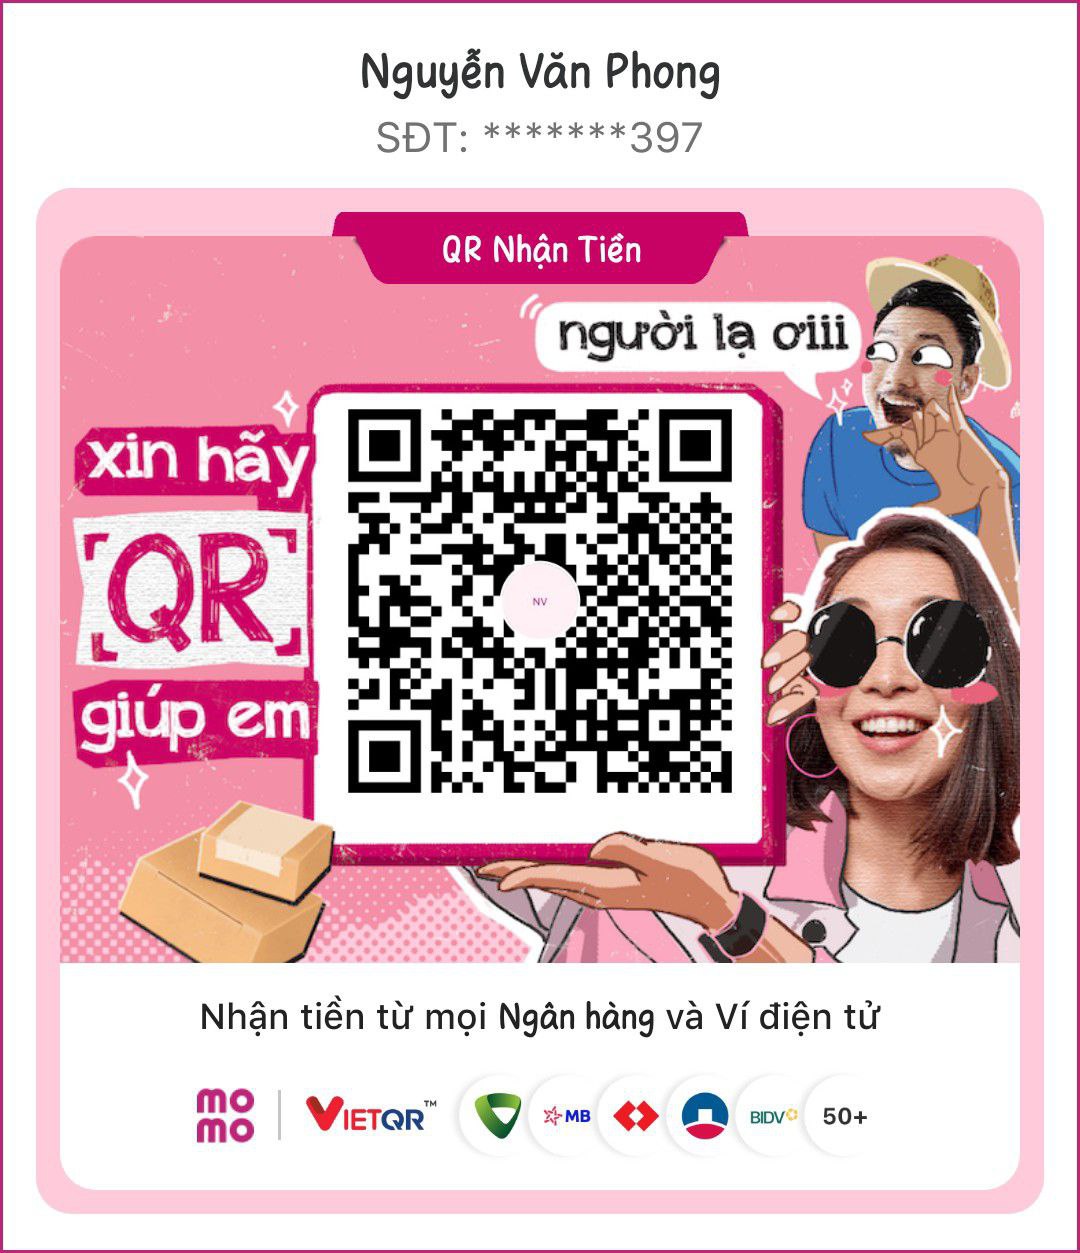 Nguyễn Văn Phong
SĐT: *******397
QR Nhận Tiền
người lạ ơiii
xin hãy
QR
giúp em
NV
Nhận tiền từ mọi Ngân hàng và Ví điện tử
mo
mo
VIETQR™
MB
BIDV
50+